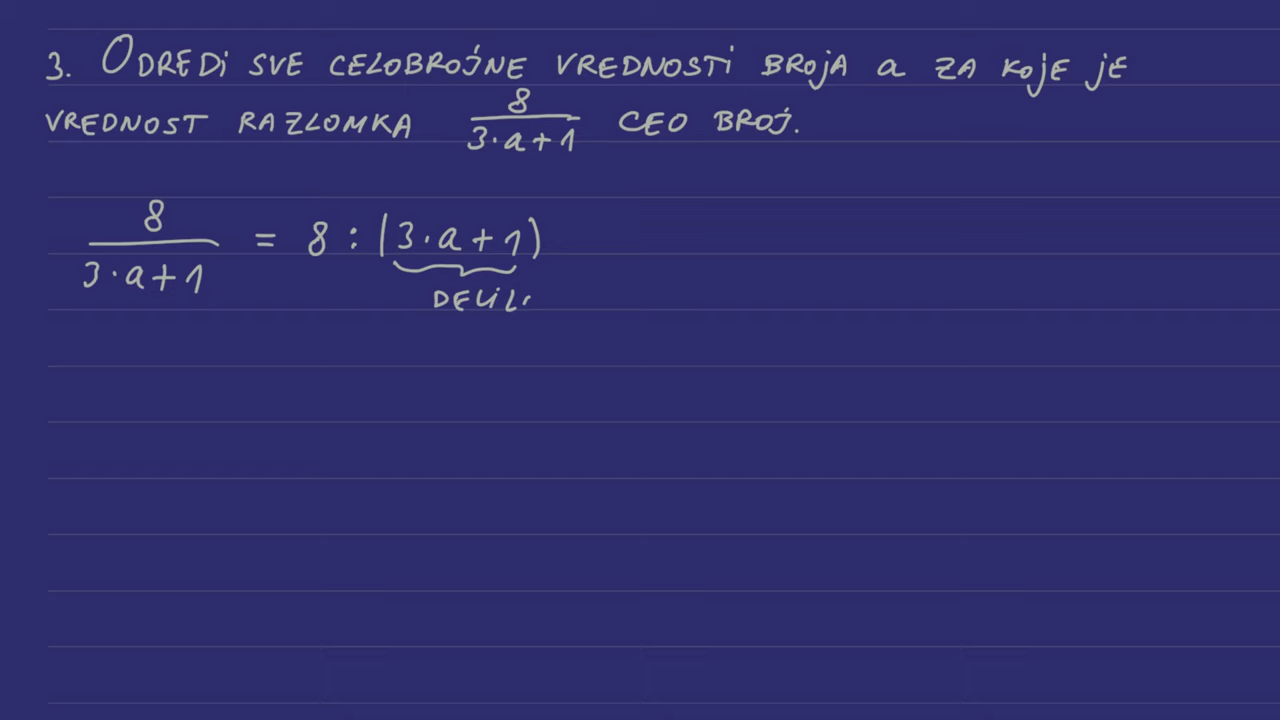 3. ODREDI SVE CELOBROJNE VREDNOSTI BROJA a ZA KOJE JE
VREDNOST RAZLOMKA 8/(3·a+1) CEO BROJ.
8/(3·a+1) = 8 : (3·a+1)